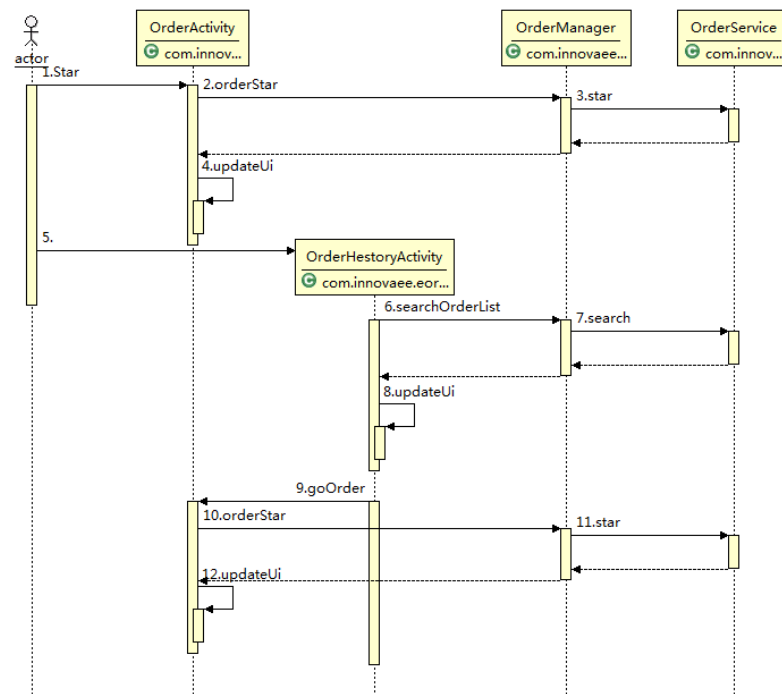 OrderActivity
C com.innov...
OrderManager
C com.innovaee...
OrderService
C com.innov...
actor
1.Star
2.orderStar
3.star
4.updateUi
5.
OrderHestoryActivity
C com.innovaee.eor...
6.searchOrderList
7.search
8.updateUi
9.goOrder
10.orderStar
11.star
12.updateUi